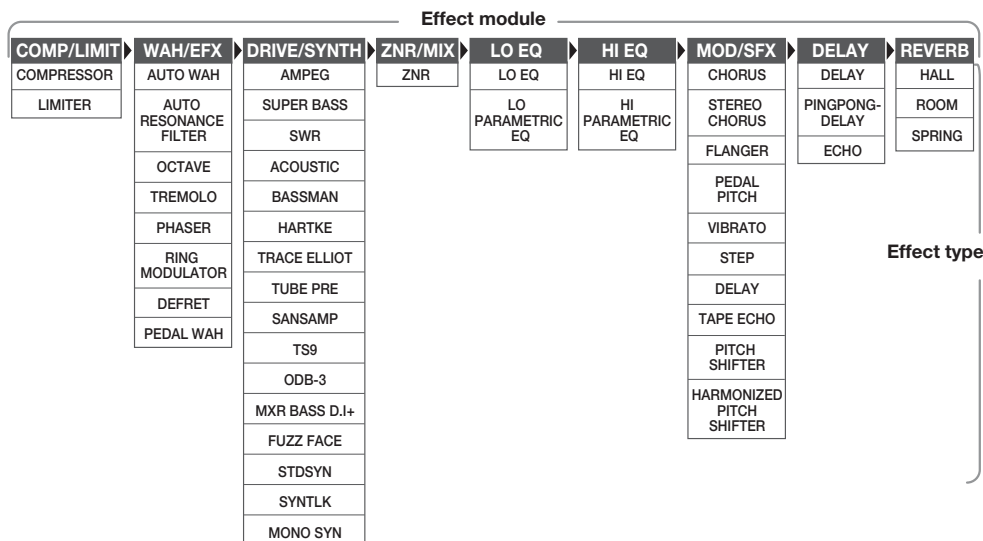 Effect module
COMP/LIMIT
COMPRESSOR
LIMITER
WAH/EFX
AUTO WAH
AUTO
RESONANCE
FILTER
OCTAVE
TREMOLO
PHASER
RING
MODULATOR
DEFRET
PEDAL WAH
DRIVE/SYNTH
AMPEG
SUPER BASS
SWR
ACOUSTIC
BASSMAN
HARTKE
TRACE ELLIOT
TUBE PRE
SANSAMP
TS9
ODB-3
MXR BASS D.I+
FUZZ FACE
STDSYN
SYNTLK
MONO SYN
ZNR/MIX
ZNR
LO EQ
LO EQ
LO
PARAMETRIC
EQ
HI EQ
HI EQ
HI
PARAMETRIC
EQ
MOD/SFX
CHORUS
STEREO
CHORUS
FLANGER
PEDAL
PITCH
VIBRATO
STEP
DELAY
TAPE ECHO
PITCH
SHIFTER
HARMONIZED
PITCH
SHIFTER
DELAY
DELAY
PINGPONG-
DELAY
ECHO
REVERB
HALL
ROOM
SPRING
Effect type